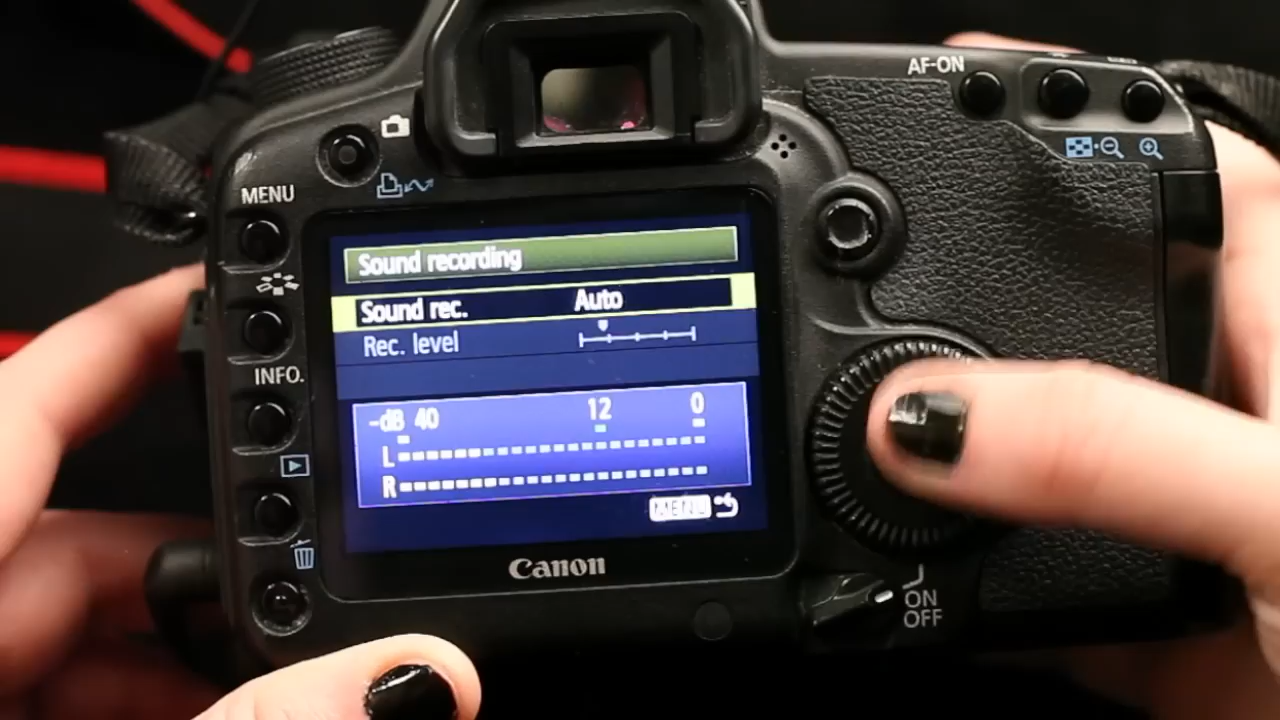 AF-ON
MENU
Sound recording
Sound rec. Auto
Rec. level
INFO.
-dB 40 12 0
L
R
MENU
Canon
ON
OFF